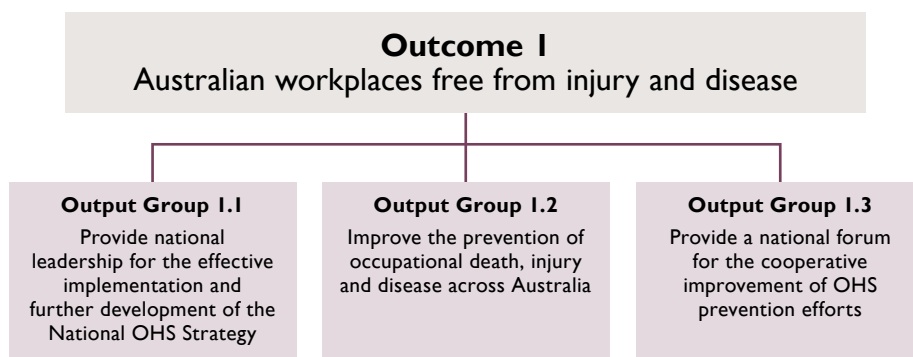 Outcome 1
Australian workplaces free from injury and disease
Output Group 1.1
Provide national
leadership for the effective
implementation and
further development of the
National OHS Strategy
Output Group 1.2
Improve the prevention of
occupational death, injury
and disease across Australia
Output Group 1.3
Provide a national forum
for the cooperative
improvement of OHS
prevention efforts